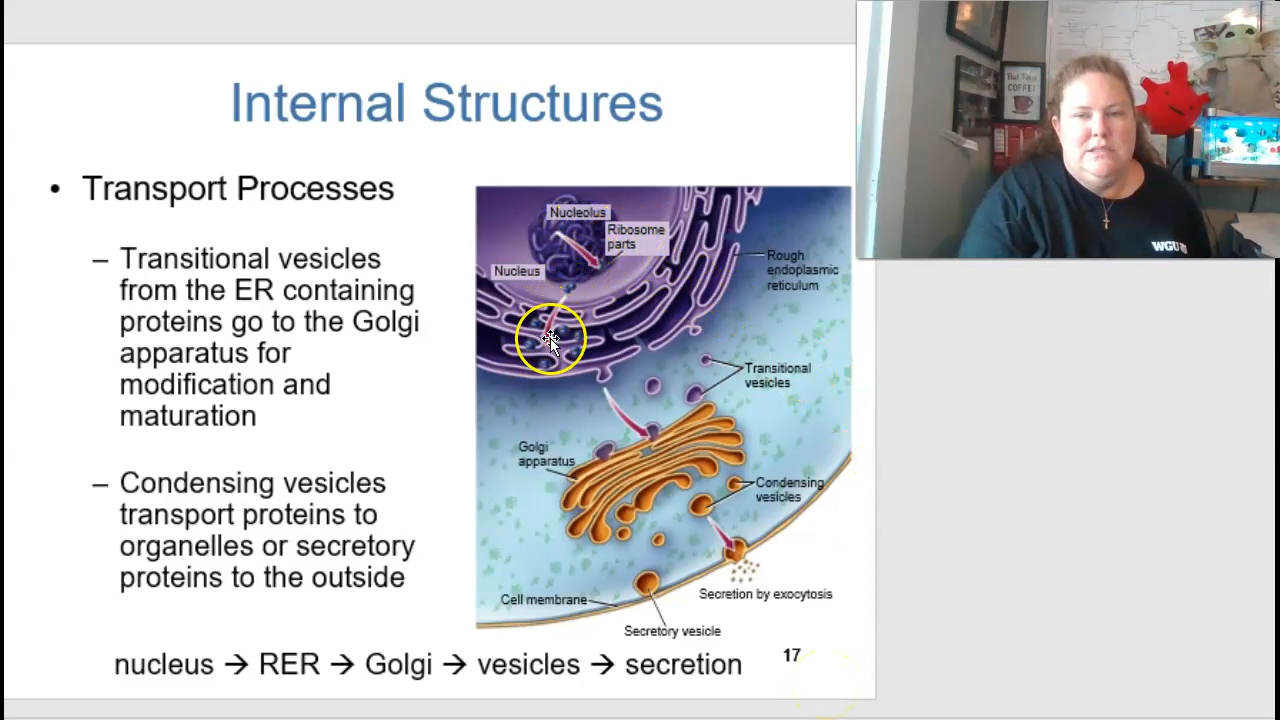 Internal Structures
• Transport Processes
– Transitional vesicles
from the ER containing
proteins go to the Golgi
apparatus for
modification and
maturation
– Condensing vesicles
transport proteins to
organelles or secretory
proteins to the outside
nucleus → RER → Golgi → vesicles → secretion
17
Nucleolus
Ribosome
parts
Nucleus
Rough
endoplasmic
reticulum
Transitional
vesicles
Golgi
apparatus
Condensing
vesicles
Secretion by exocytosis
Cell membrane
Secretory vesicle
But first
COFFEE
WGU